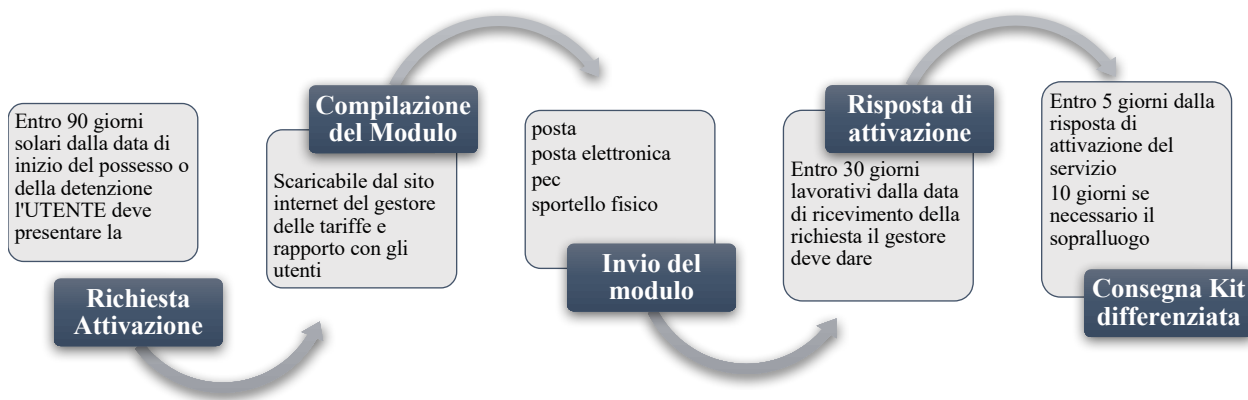 Entro 90 giorni
solari dalla data di
inizio del possesso o
della detenzione
l'UTENTE deve
presentare la
Richiesta
Attivazione
Compilazione
del Modulo
Scaricabile dal sito
internet del gestore
delle tariffe e
rapporto con gli
utenti
posta
posta elettronica
pec
sportello fisico
Invio del
modulo
Risposta di
attivazione
Entro 30 giorni
lavorativi dalla data
di ricevimento della
richiesta il gestore
deve dare
Entro 5 giorni dalla
risposta di
attivazione del
servizio
10 giorni se
necessario il
sopralluogo
Consegna Kit
differenziata